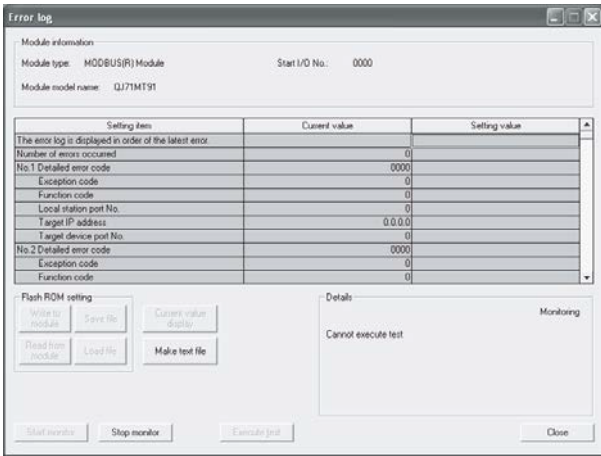 Error log
Module information
Module type: MODBUS(R) Module Start I/O No.: 0000
Module model name: QJ71MT91
Setting item Current value Setting value
The error log is displayed in order of the latest error.
Number of errors occurred 0
No.1 Detailed error code 0000
Exception code 0
Function code 0
Local station port No. 0
Target IP address 0.0.0.0
Target device port No. 0
No.2 Detailed error code 0000
Exception code 0
Function code 0
Flash ROM setting
Write to module Save file Current value display
Read from module Load file Make text file
Details
Monitoring
Cannot execute test
Start monitor Stop monitor Execute test Close